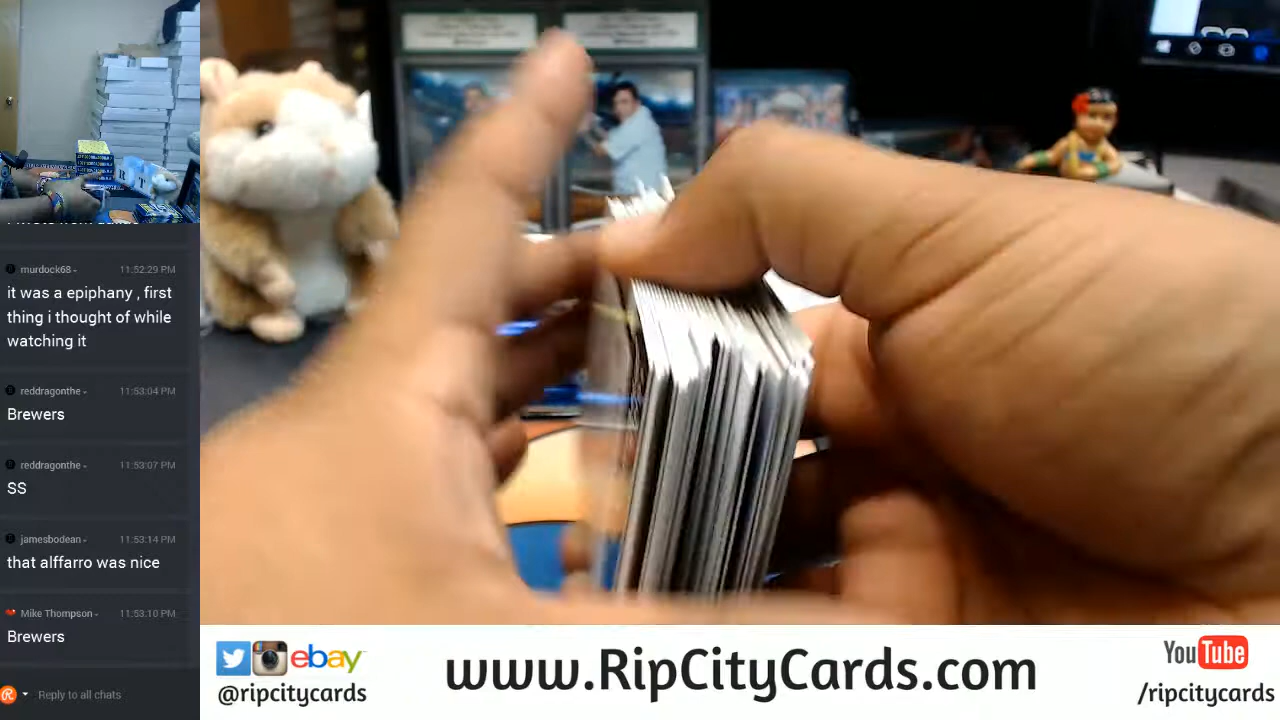 murdock68 11:52:29 PM
it was a epiphany , first
thing i thought of while
watching it
reddragonthe 11:53:04 PM
Brewers
reddragonthe 11:53:07 PM
SS
jamesbodean 11:53:14 PM
that alffarro was nice
Mike Thompson 11:53:10 PM
Brewers
Reply to all chats
ebay
@ripcitycards
www.RipCityCards.com
YouTube
/ripcitycards